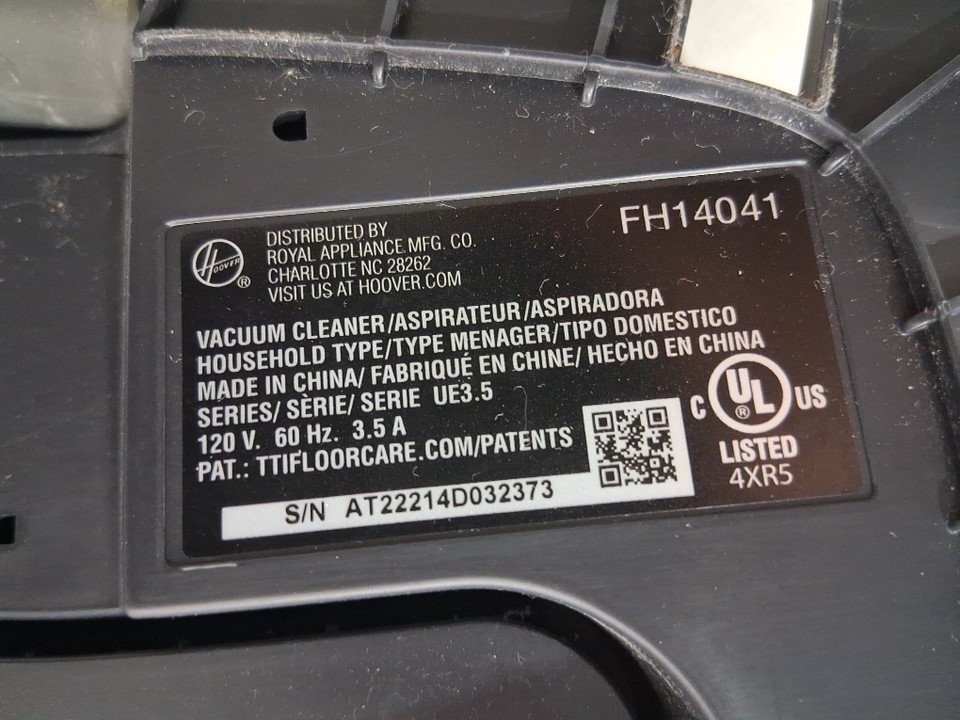 FH14041
HOOVER ®
DISTRIBUTED BY
ROYAL APPLIANCE MFG. CO.
CHARLOTTE NC 28262
VISIT US AT HOOVER.COM
VACUUM CLEANER/ASPIRATEUR/ASPIRADORA
HOUSEHOLD TYPE/TYPE MENAGER/TIPO DOMESTICO
MADE IN CHINA/ FABRIQUÉ EN CHINE/ HECHO EN CHINA
SERIES/ SÈRIE/ SERIE UE3.5
120 V. 60 Hz. 3.5 A
PAT.: TTIFLOORCARE.COM/PATENTS
C UL ® US
LISTED
4XR5
S/N AT22214D032373